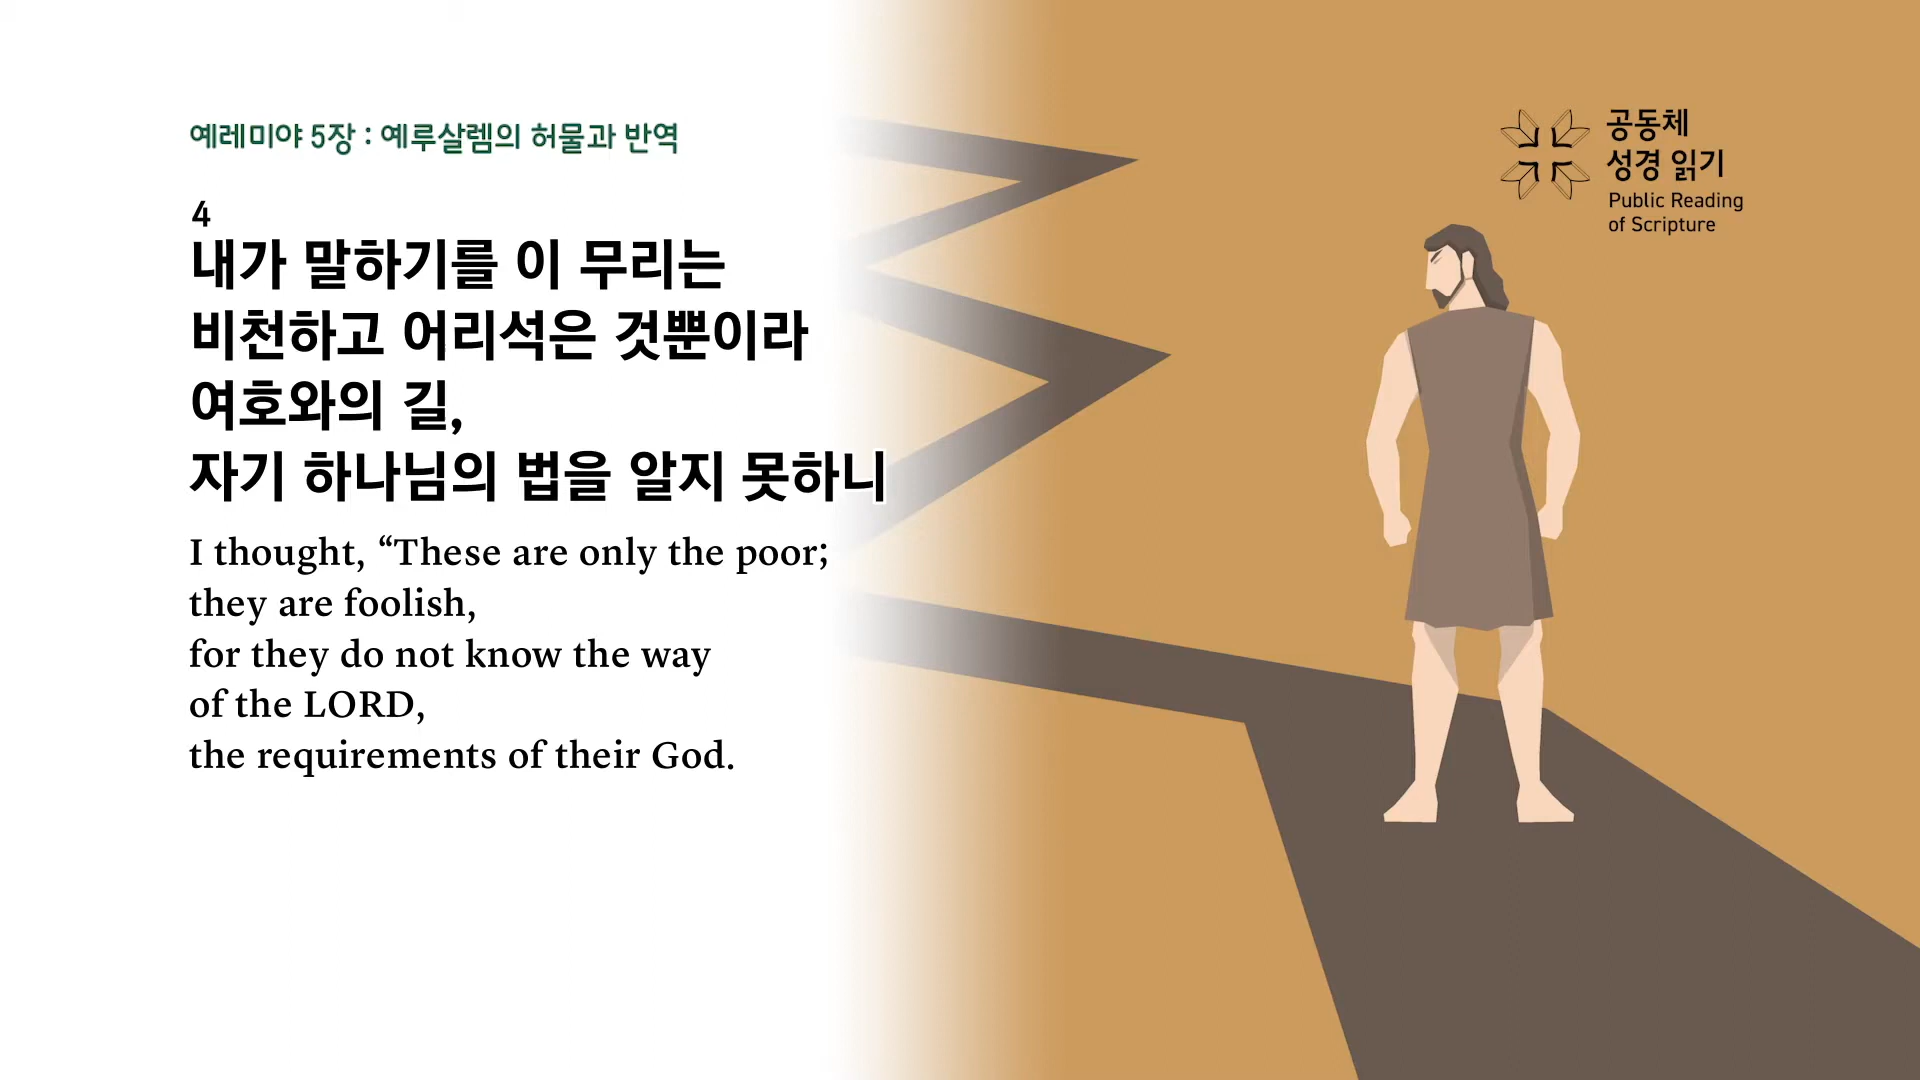 예레미야 5장 : 예루살렘의 허물과 반역
4
내가 말하기를 이 무리는
비천하고 어리석은 것뿐이라
여호와의 길,
자기 하나님의 법을 알지 못하니
I thought, “These are only the poor;
they are foolish,
for they do not know the way
of the LORD,
the requirements of their God.
공동체
성경 읽기
Public Reading
of Scripture